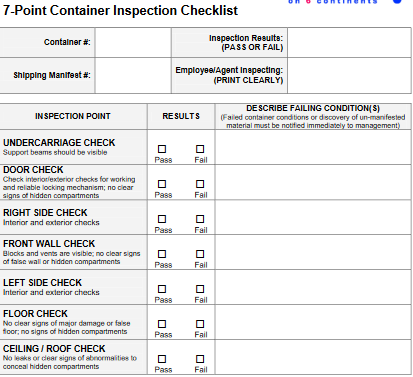 on 6 continents
7-Point Container Inspection Checklist
Container #:
Inspection Results:
(PASS OR FAIL)
Shipping Manifest #:
Employee/Agent Inspecting:
(PRINT CLEARLY)
INSPECTION POINT
RESULTS
DESCRIBE FAILING CONDITION(S)
(Failed container conditions or discovery of un-manifested
material must be notified immediately to management)
UNDERCARRIAGE CHECK
Support beams should be visible
Pass Fail
DOOR CHECK
Check interior/exterior checks for working
and reliable locking mechanism; no clear
signs of hidden compartments
Pass Fail
RIGHT SIDE CHECK
Interior and exterior checks
Pass Fail
FRONT WALL CHECK
Blocks and vents are visible; no clear signs
of false wall or hidden compartments
Pass Fail
LEFT SIDE CHECK
Interior and exterior checks
Pass Fail
FLOOR CHECK
No clear signs of major damage or false
floor; no signs of hidden compartments
Pass Fail
CEILING / ROOF CHECK
No leaks or clear signs of abnormalities to
conceal hidden compartments
Pass Fail